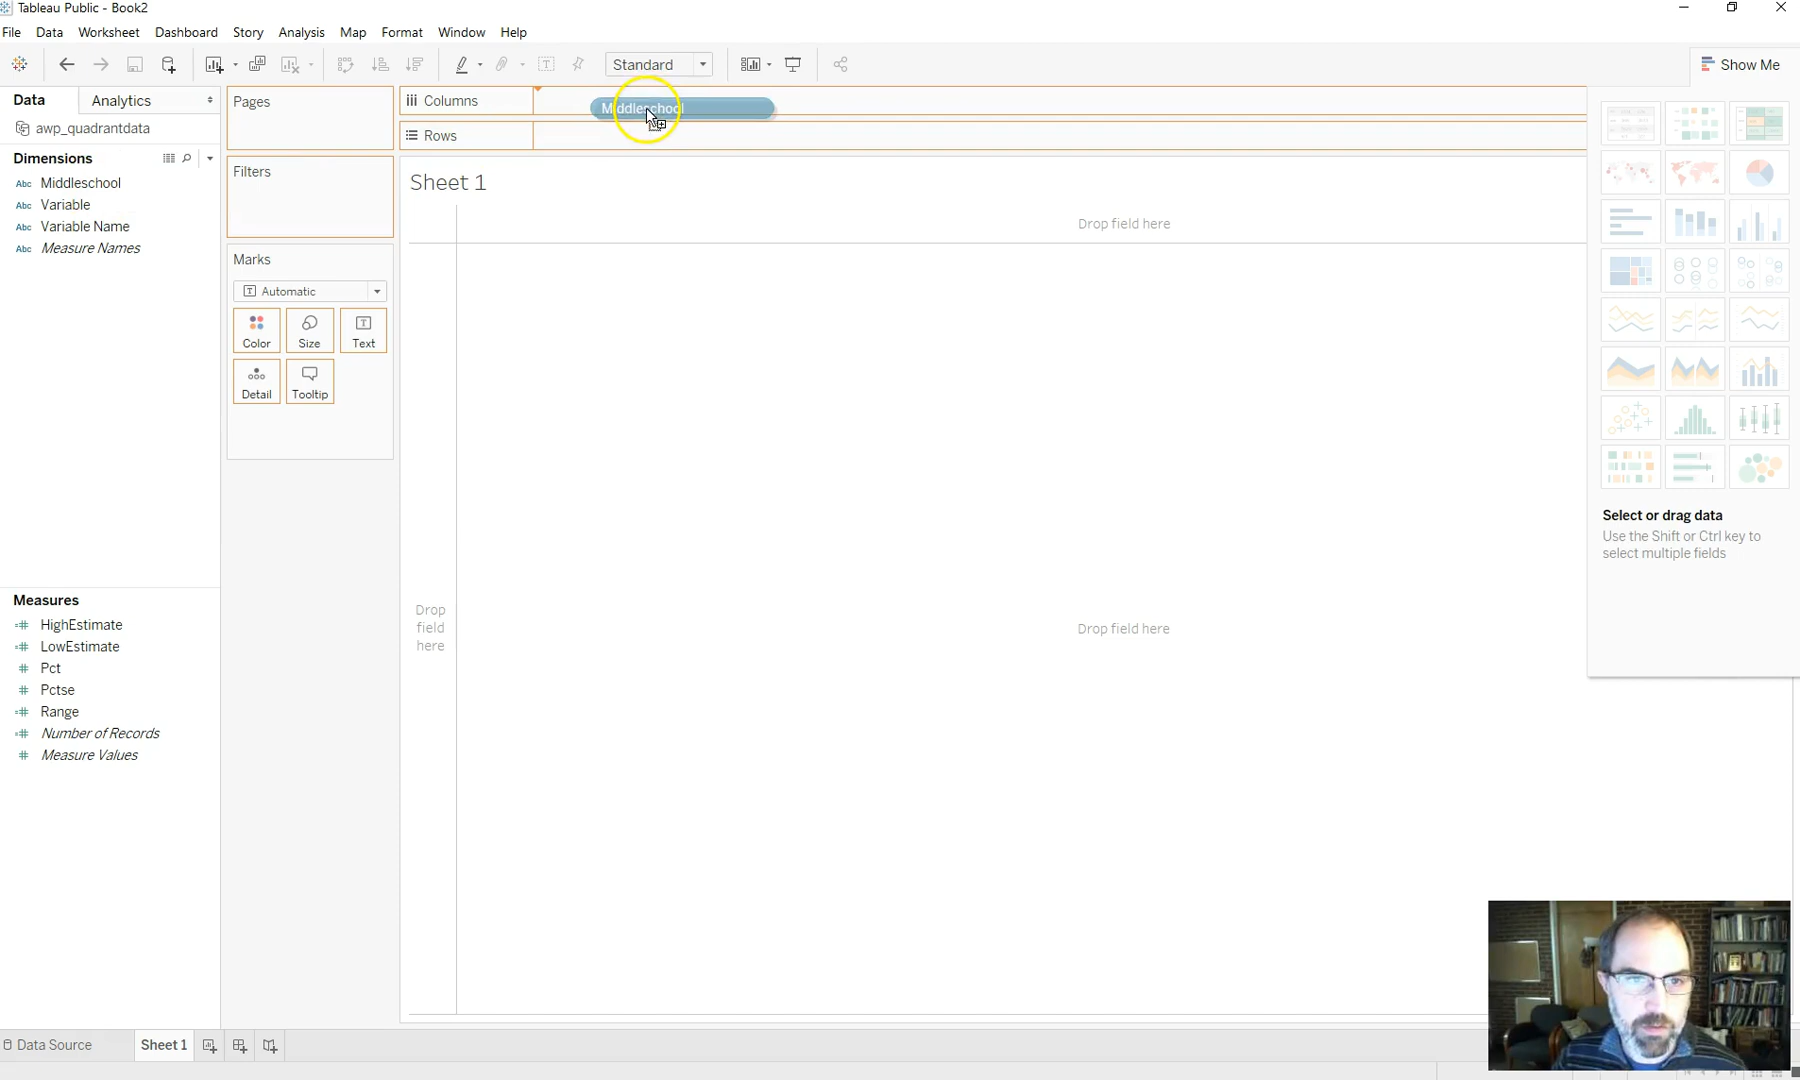 Tableau Public - Book2
File Data Worksheet Dashboard Story Analysis Map Format Window Help
Standard
Show Me
Data Analytics
awp_quadrantdata
Dimensions
Abc Middleschool
Abc Variable
Abc Variable Name
Abc Measure Names
Measures
HighEstimate
LowEstimate
Pct
Pctse
Range
Number of Records
Measure Values
Pages
Filters
Marks
Automatic
Color Size Text
Detail Tooltip
Columns
Middleschool
Rows
Sheet 1
Drop field here
Drop
field
here
Drop field here
Select or drag data
Use the Shift or Ctrl key to
select multiple fields
Data Source Sheet 1